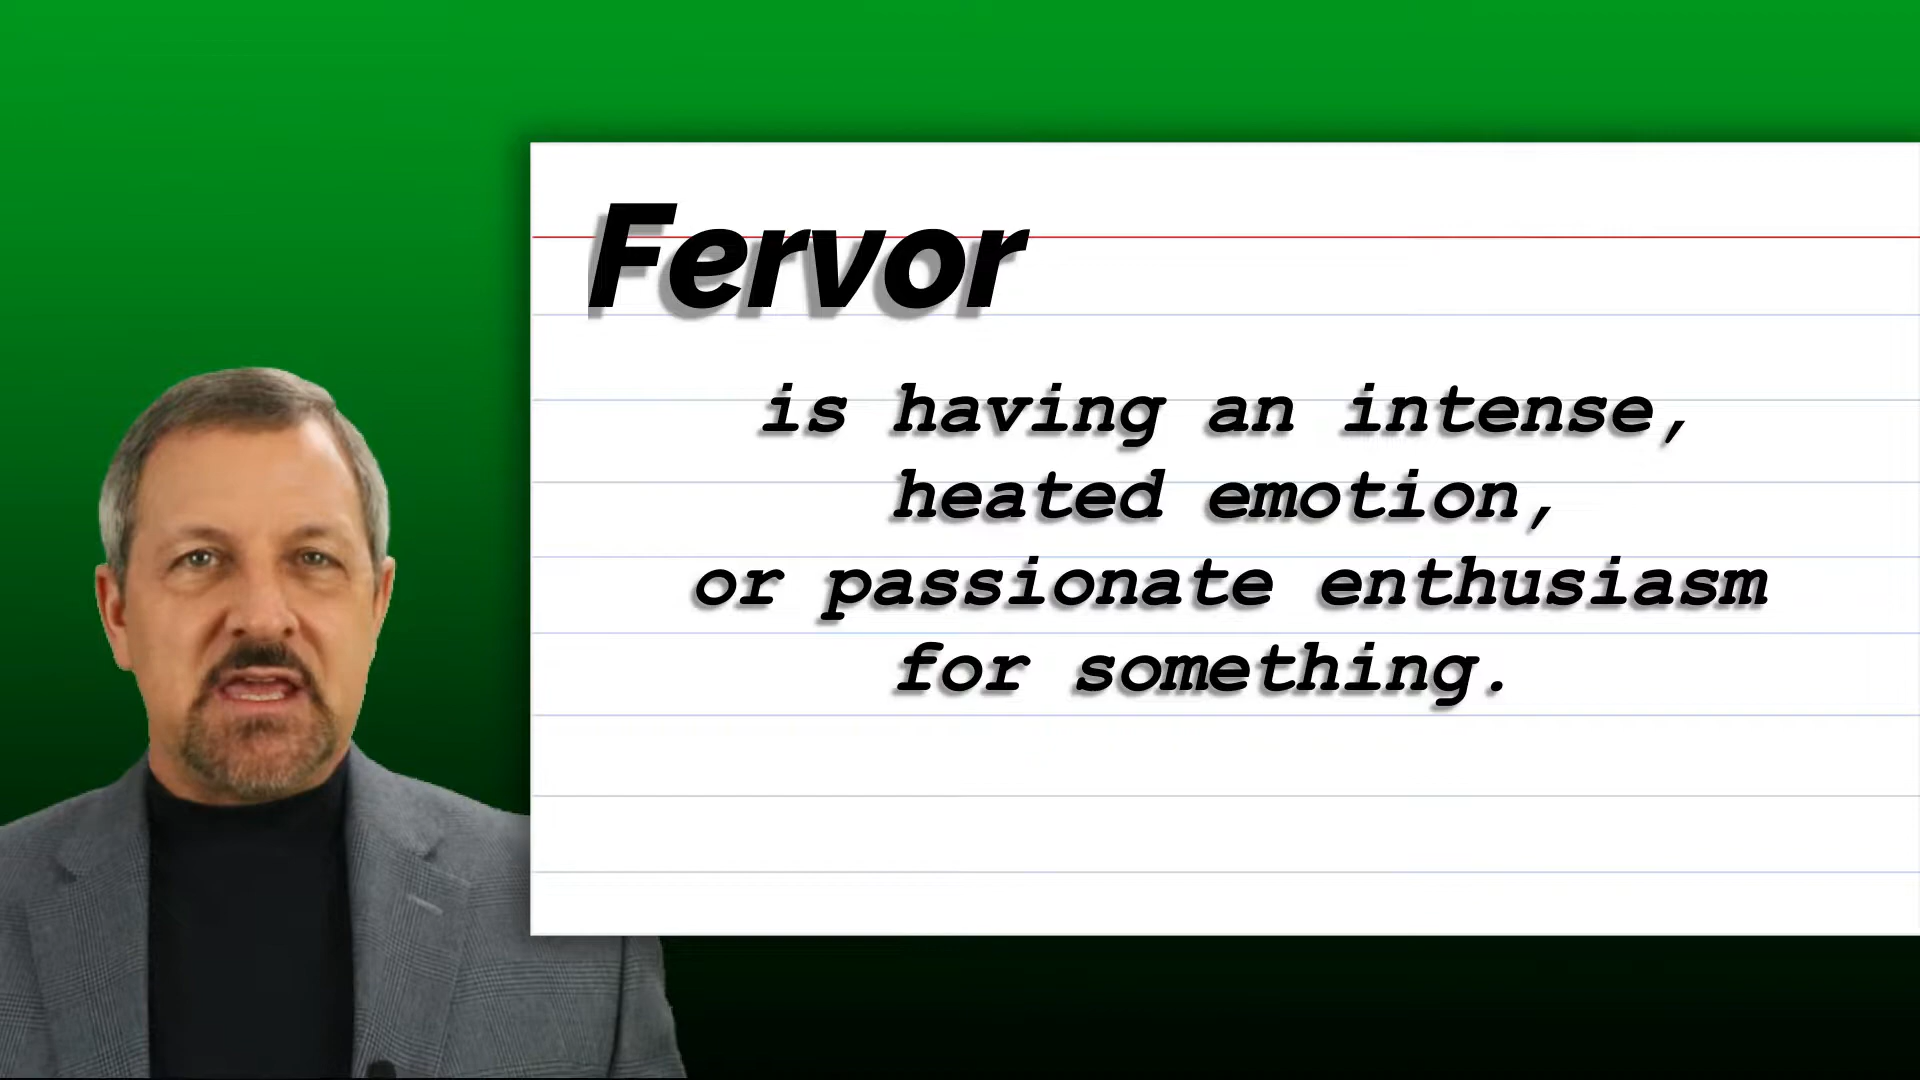 Fervor
is having an intense,
heated emotion,
or passionate enthusiasm
for something.